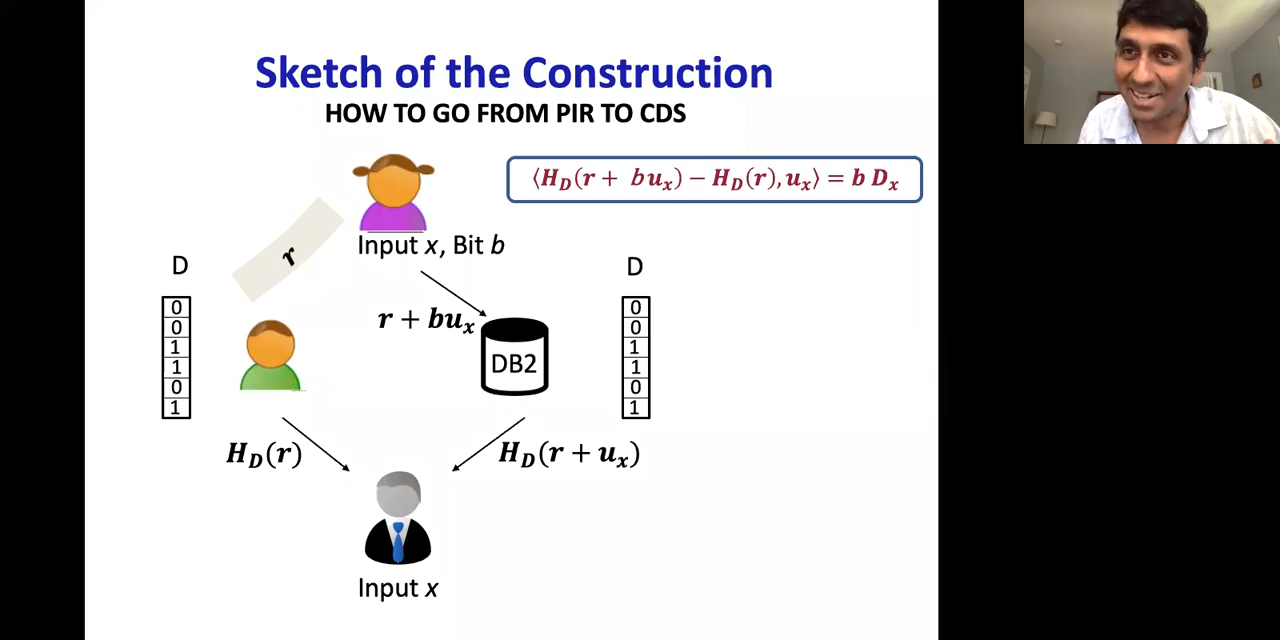 Sketch of the Construction
HOW TO GO FROM PIR TO CDS
⟨H_D(r + bu_x) − H_D(r), u_x⟩ = b D_x
r
Input x, Bit b
D
D
0
0
1
1
0
1
r + bu_x
DB2
0
0
1
1
0
1
H_D(r)
H_D(r + u_x)
Input x